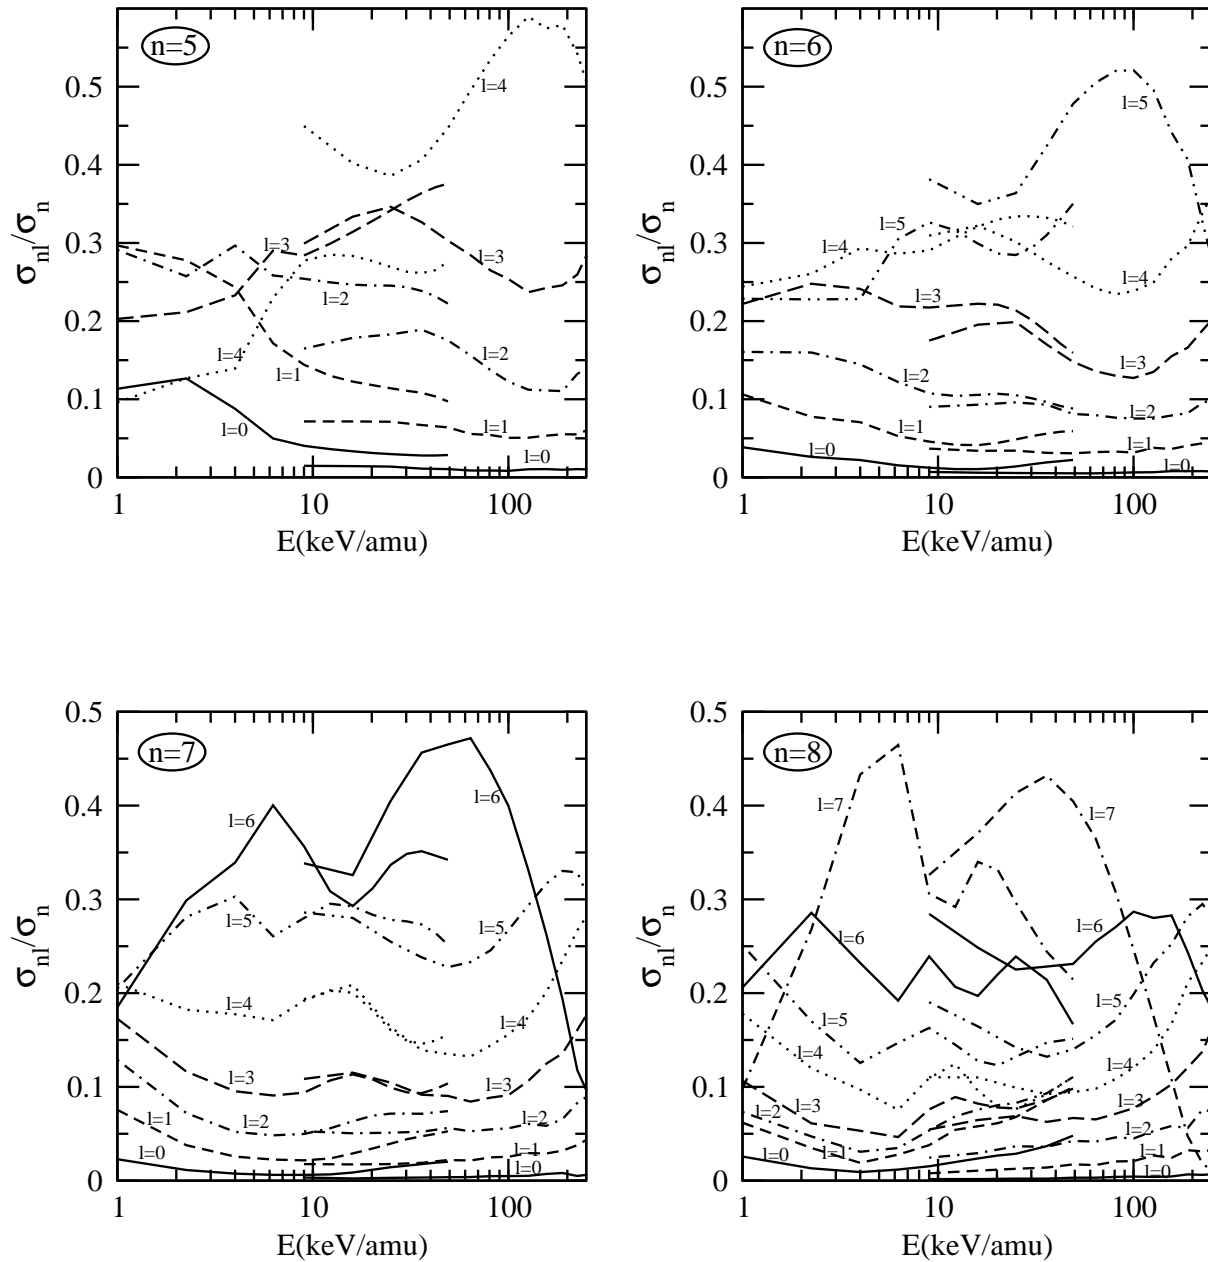 n=5
0.5
0.4
0.3
0.2
0.1
0
σnl/σn
l=4
l=3
l=3
l=2
l=4
l=2
l=1
l=0
l=1
l=0
1
10
100
E(keV/amu)
n=6
0.5
0.4
0.3
0.2
0.1
0
σnl/σn
l=5
l=5
l=4
l=4
l=3
l=3
l=2
l=2
l=1
l=1
l=0
l=0
1
10
100
E(keV/amu)
n=7
0.5
0.4
0.3
0.2
0.1
0
σnl/σn
l=6
l=6
l=5
l=5
l=4
l=4
l=3
l=3
l=2
l=2
l=1
l=1
l=0
l=0
1
10
100
E(keV/amu)
n=8
0.5
0.4
0.3
0.2
0.1
0
σnl/σn
l=7
l=7
l=6
l=6
l=5
l=5
l=4
l=4
l=3
l=3
l=2
l=2
l=1
l=1
l=0
l=0
1
10
100
E(keV/amu)